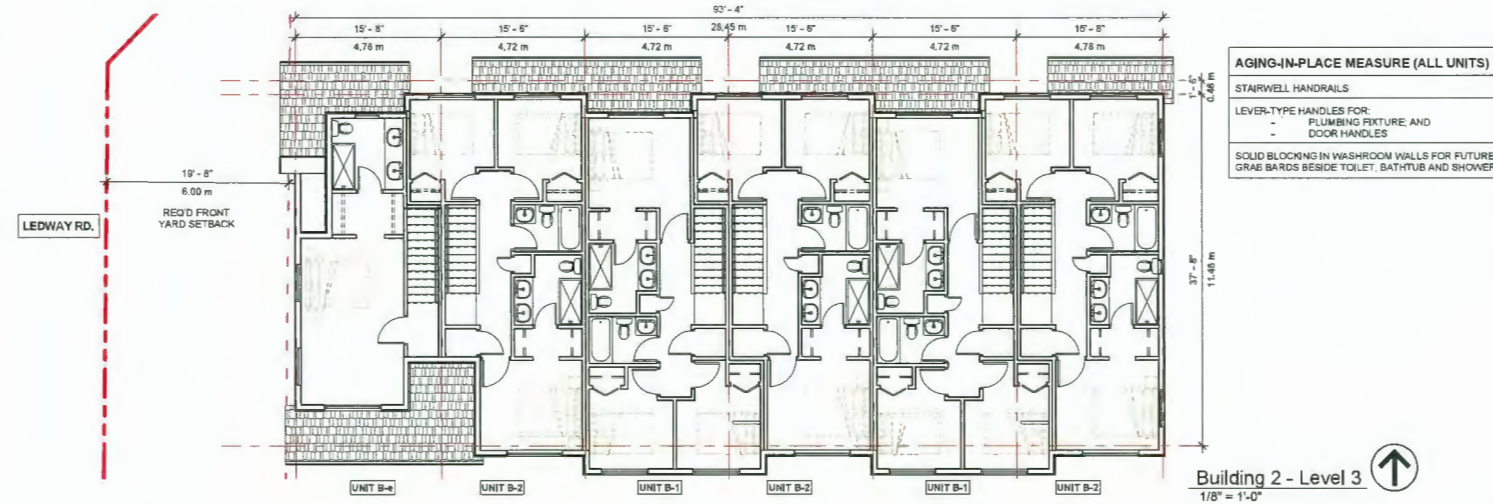 93'- 4"
28.45 m
15'- 8"
15'- 6"
15'- 6"
15'- 6"
15'- 6"
15'- 8"
4.78 m
4.72 m
4.72 m
4.72 m
4.72 m
4.78 m
1'- 6"
0.46 m
AGING-IN-PLACE MEASURE (ALL UNITS)
STAIRWELL HANDRAILS
LEVER-TYPE HANDLES FOR:
- PLUMBING FIXTURE; AND
- DOOR HANDLES
SOLID BLOCKING IN WASHROOM WALLS FOR FUTURE
GRAB BARDS BESIDE TOILET, BATHTUB AND SHOWER
19' - 8"
6.00 m
REQ'D FRONT
YARD SETBACK
LEDWAY RD.
37'- 8"
11.48 m
UNIT B-e
UNIT B-2
UNIT B-1
UNIT B-2
UNIT B-1
UNIT B-2
Building 2 - Level 3
1/8" = 1'-0"